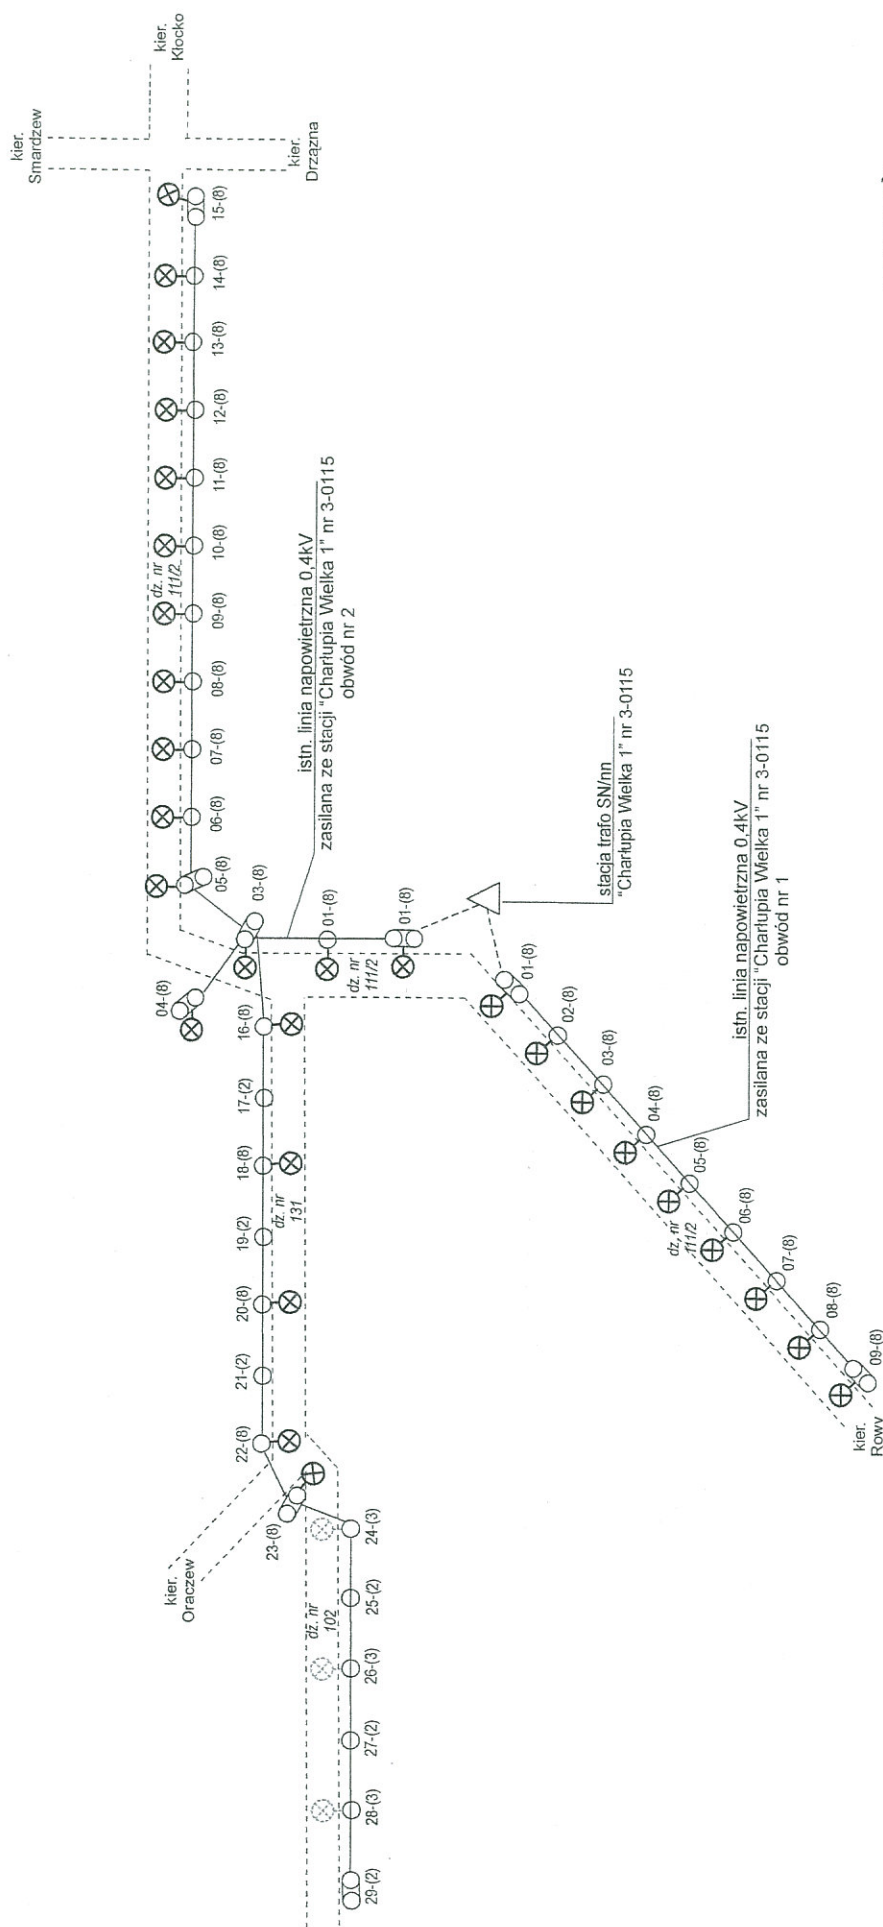 kier.
Smardzew
kier.
Kłocko
kier.
Drzązna
15-(8)
14-(8)
13-(8)
12-(8)
11-(8)
10-(8)
dz. nr
111/2
09-(8)
08-(8)
07-(8)
06-(8)
05-(8)
03-(8)
04-(8)
01-(8)
01-(8)
dz. nr
111/2
istn. linia napowietrzna 0,4kV
zasilana ze stacji "Charłupia Wielka 1" nr 3-0115
obwód nr 2
stacja trafo SN/nn
"Charłupia Wielka 1" nr 3-0115
istn. linia napowietrzna 0,4kV
zasilana ze stacji "Charłupia Wielka 1" nr 3-0115
obwód nr 1
16-(8)
17-(2)
18-(8)
dz. nr
131
19-(2)
20-(8)
21-(2)
22-(8)
23-(8)
kier.
Oraczew
24-(3)
25-(2)
dz. nr
102
26-(3)
27-(2)
28-(3)
29-(2)
01-(8)
02-(8)
03-(8)
04-(8)
05-(8)
dz. nr
111/2
06-(8)
07-(8)
08-(8)
09-(8)
kier.
Rowy